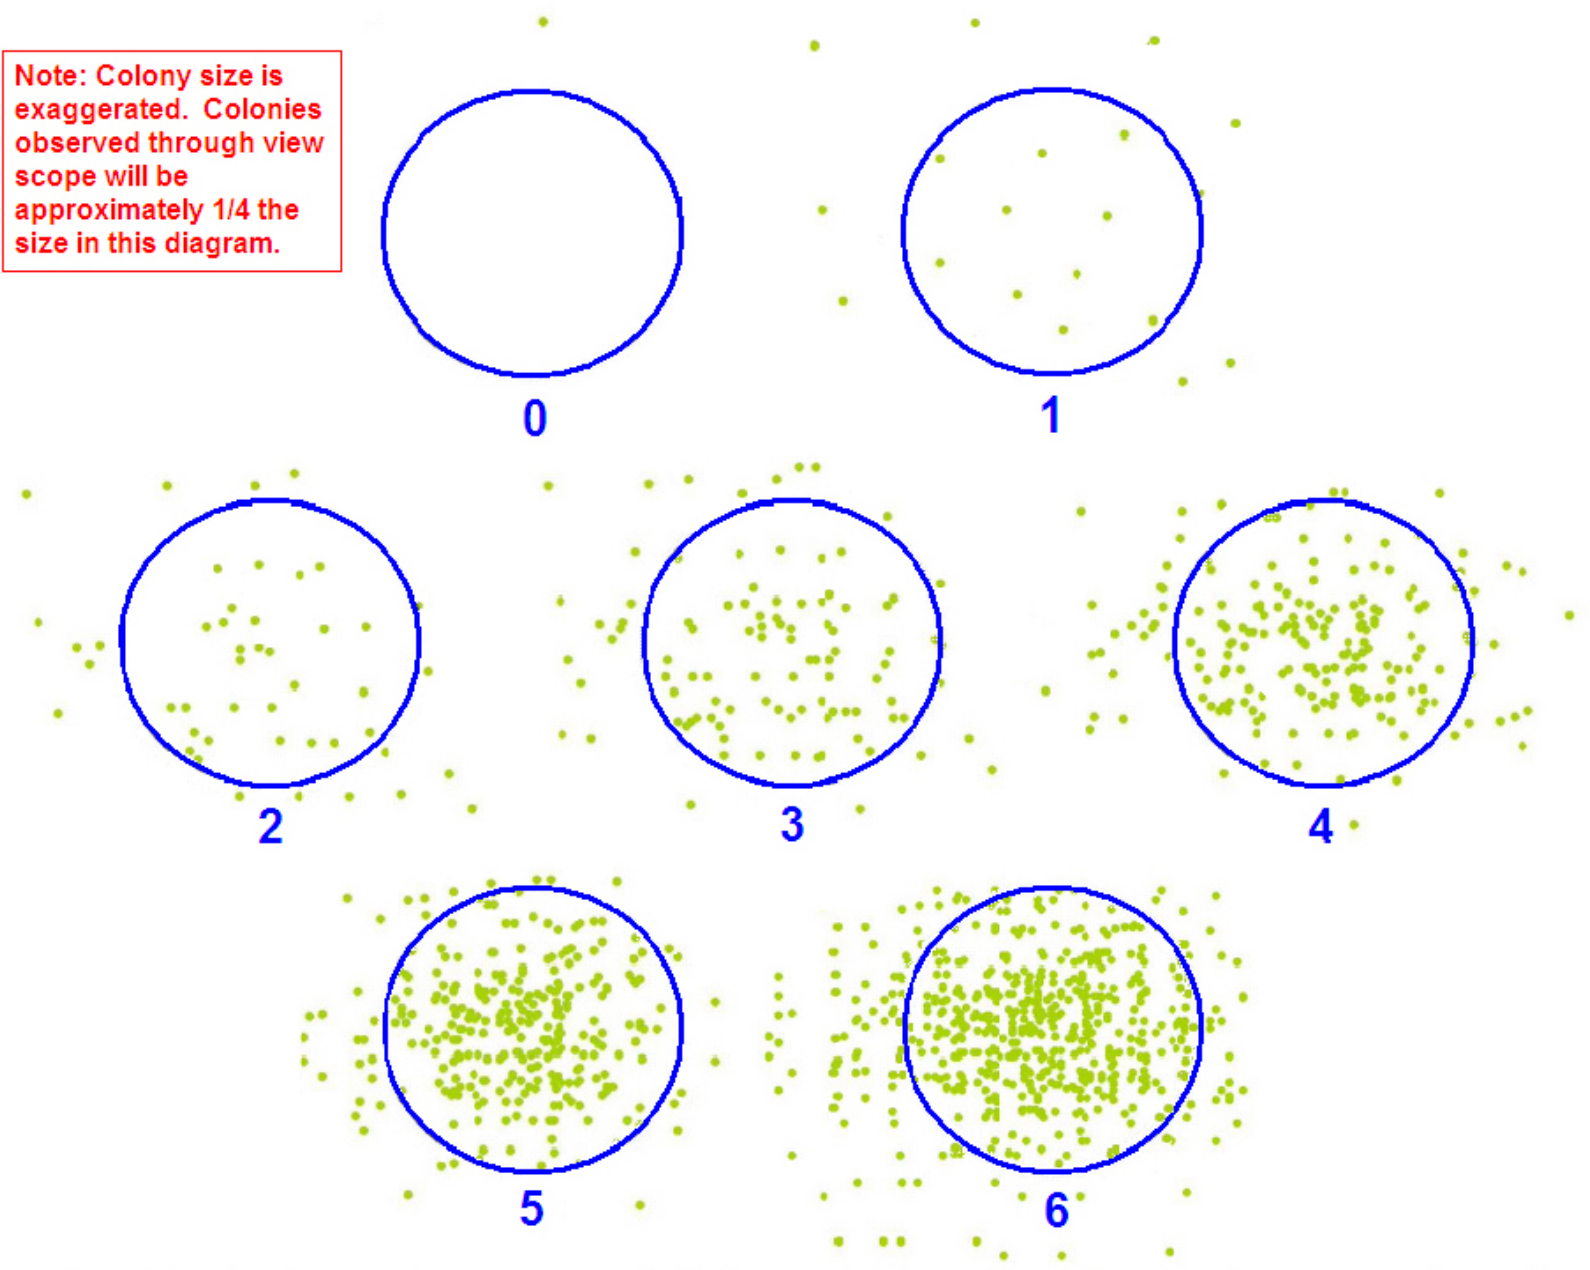 Note: Colony size is
exaggerated.  Colonies
observed through view
scope will be
approximately 1/4 the
size in this diagram.
0
1
2
3
4
5
6